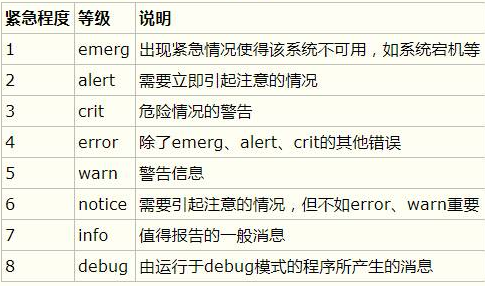 紧急程度 等级 说明
1 emerg 出现紧急情况使得该系统不可用，如系统宕机等
2 alert 需要立即引起注意的情况
3 crit 危险情况的警告
4 error 除了emerg、alert、crit的其他错误
5 warn 警告信息
6 notice 需要引起注意的情况，但不如error、warn重要
7 info 值得报告的一般消息
8 debug 由运行于debug模式的程序所产生的消息